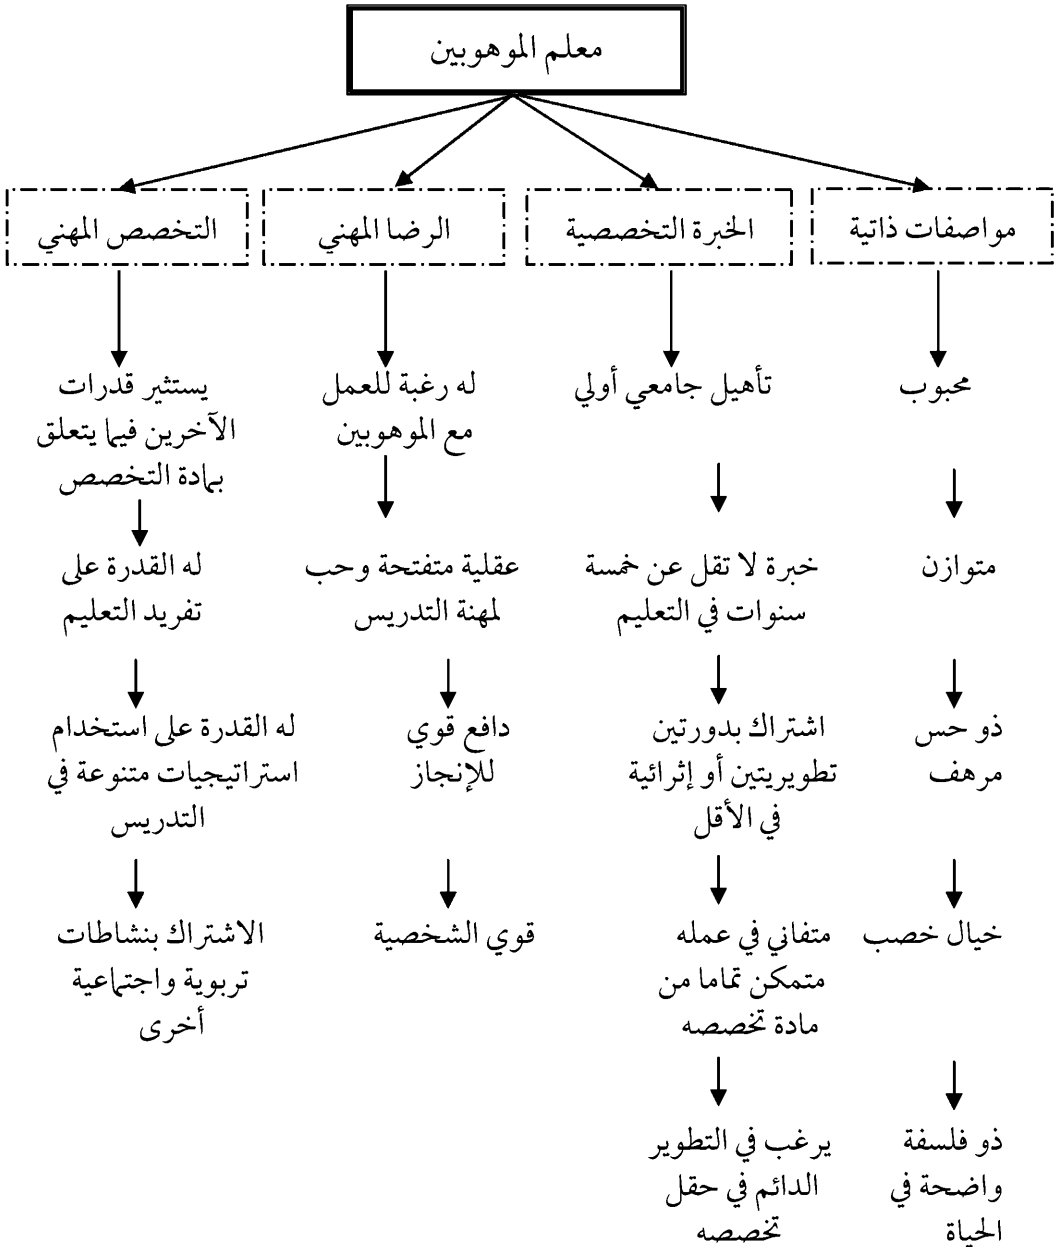 معلم الموهوبين
مواصفات ذاتية
محبوب
متوازن
ذو حس
مرهف
خيال خصب
ذو فلسفة
واضحة في
الحياة
الخبرة التخصصية
تأهيل جامعي أولي
خبرة لا تقل عن خمسة
سنوات في التعليم
اشتراك بدورتين
تطويريتين أو إثرائية
في الأقل
متفاني في عمله
متمكن تماما من
مادة تخصصه
يرغب في التطوير
الدائم في حقل
تخصصه
الرضا المهني
له رغبة للعمل
مع الموهوبين
عقلية متفتحة وحب
لمهنة التدريس
دافع قوي
للإنجاز
قوي الشخصية
التخصص المهني
يستثير قدرات
الآخرين فيما يتعلق
بمادة التخصص
له القدرة على
تفريد التعليم
له القدرة على استخدام
استراتيجيات متنوعة في
التدريس
الاشتراك بنشاطات
تربوية واجتماعية
أخرى